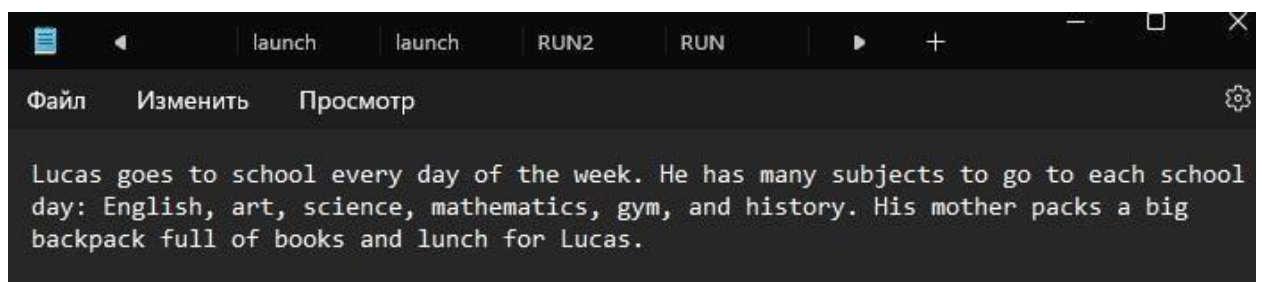 launch launch RUN2 RUN
Файл Изменить Просмотр
Lucas goes to school every day of the week. He has many subjects to go to each school
day: English, art, science, mathematics, gym, and history. His mother packs a big
backpack full of books and lunch for Lucas.